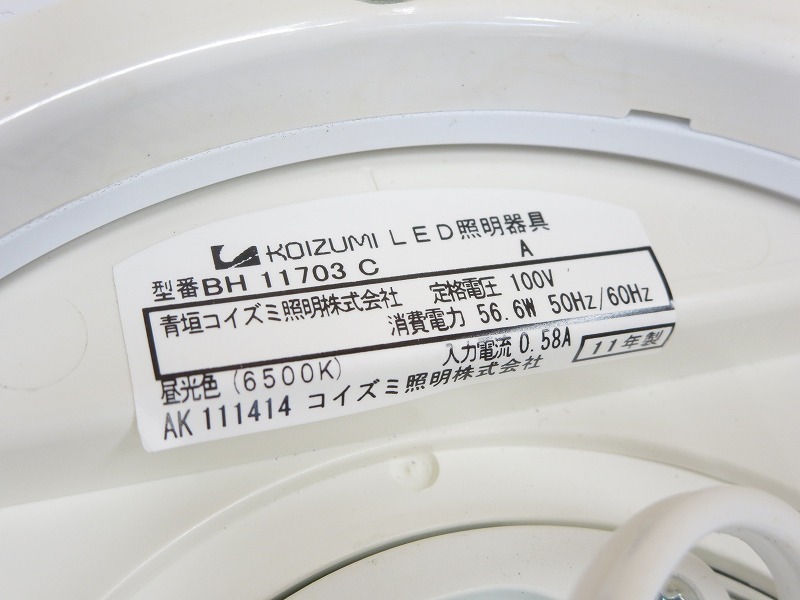 KOIZUMI LED照明器具
型番BH 11703 C A
青垣コイズミ照明株式会社 定格電圧 100V
消費電力 56.6W 50Hz/60Hz
入力電流 0.58A
昼光色(6500K) 11年製
AK 111414 コイズミ照明株式会社